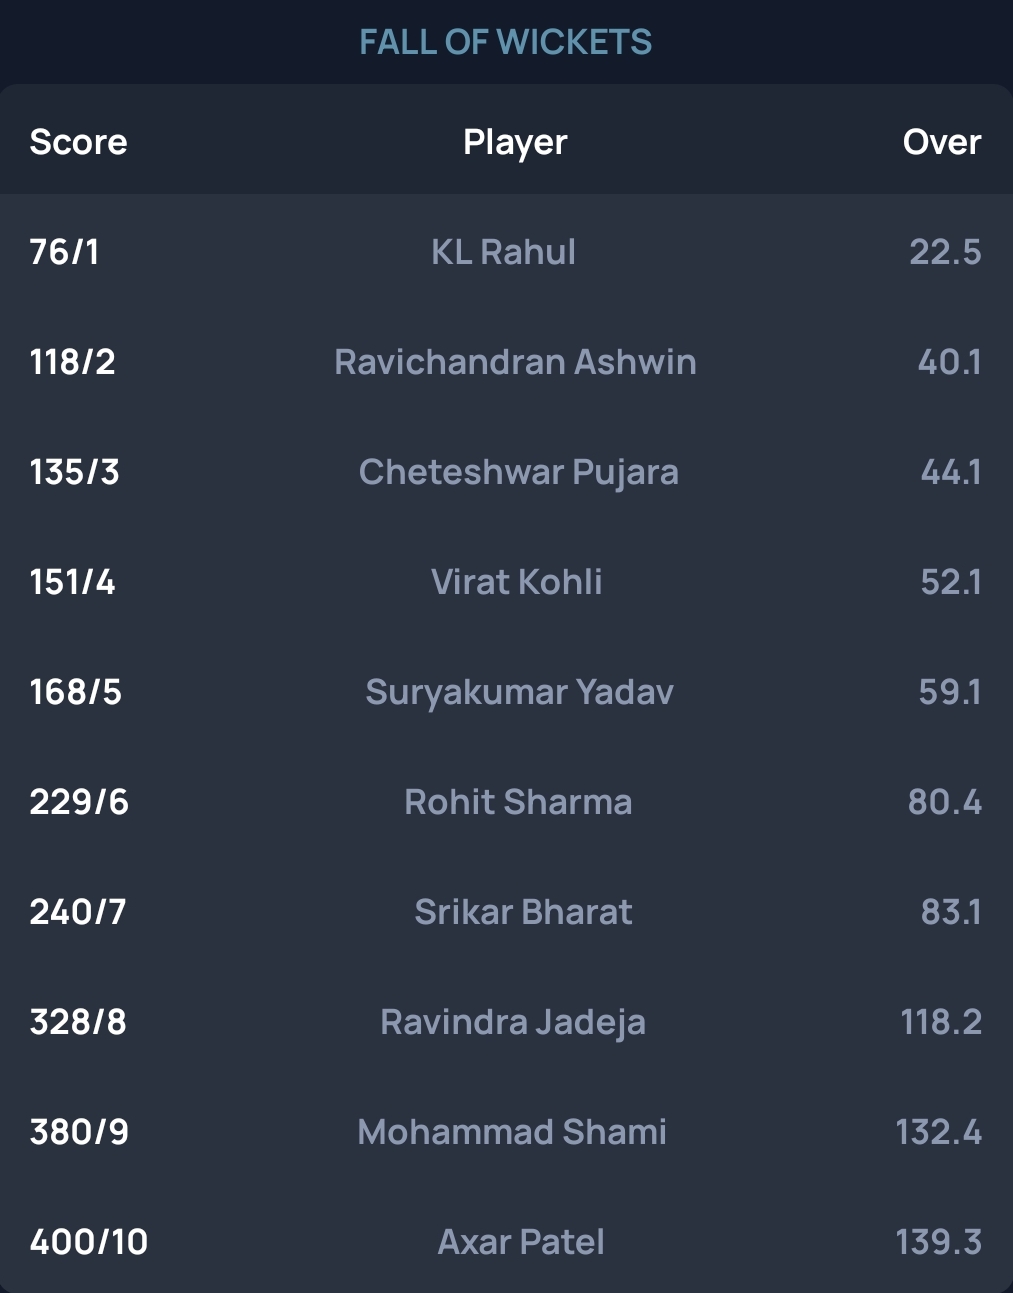 FALL OF WICKETS
Score Player Over
76/1 KL Rahul 22.5
118/2 Ravichandran Ashwin 40.1
135/3 Cheteshwar Pujara 44.1
151/4 Virat Kohli 52.1
168/5 Suryakumar Yadav 59.1
229/6 Rohit Sharma 80.4
240/7 Srikar Bharat 83.1
328/8 Ravindra Jadeja 118.2
380/9 Mohammad Shami 132.4
400/10 Axar Patel 139.3